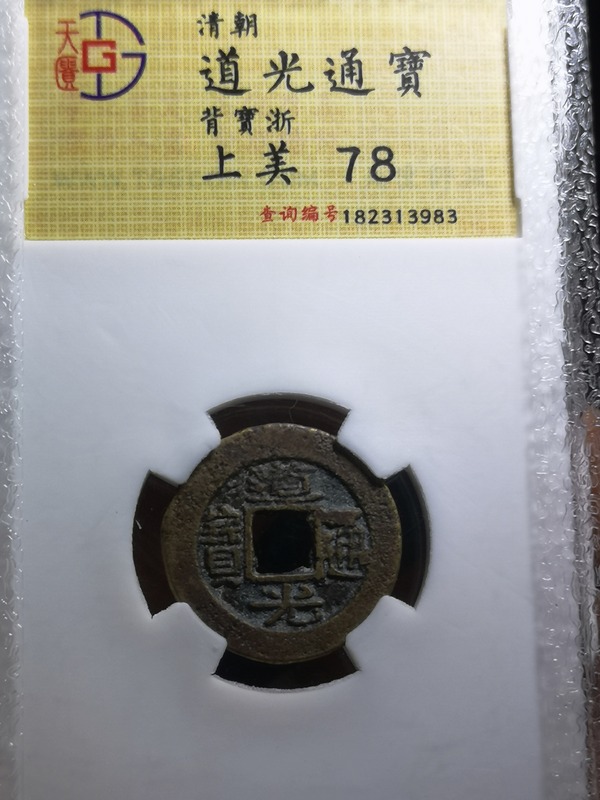 天寶
G
清朝
道光通寶
背寶浙
上美 78
查询编号182313983
道光通寶